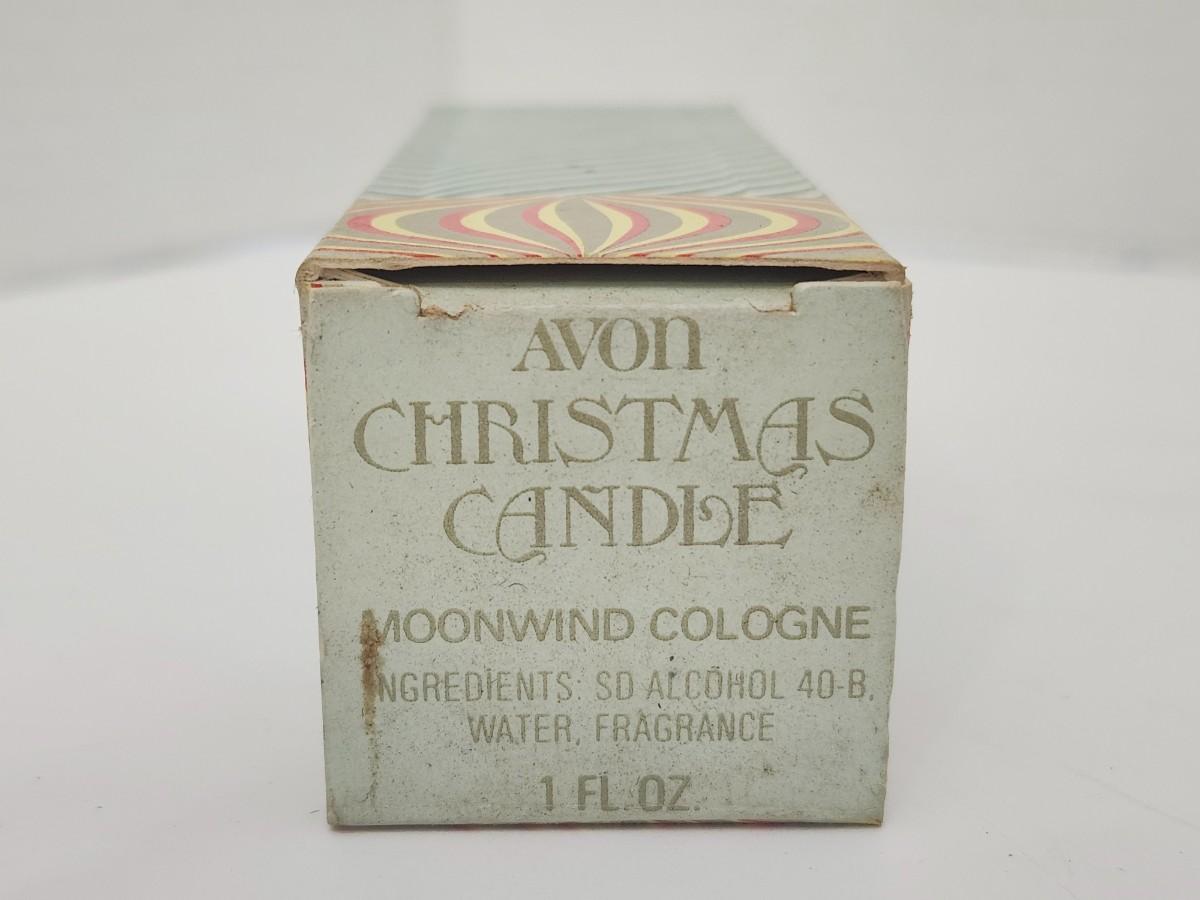 AVON
CHRISTMAS
CANDLE
MOONWIND COLOGNE
INGREDIENTS: SD ALCOHOL 40-B,
WATER, FRAGRANCE
1 FL. OZ.